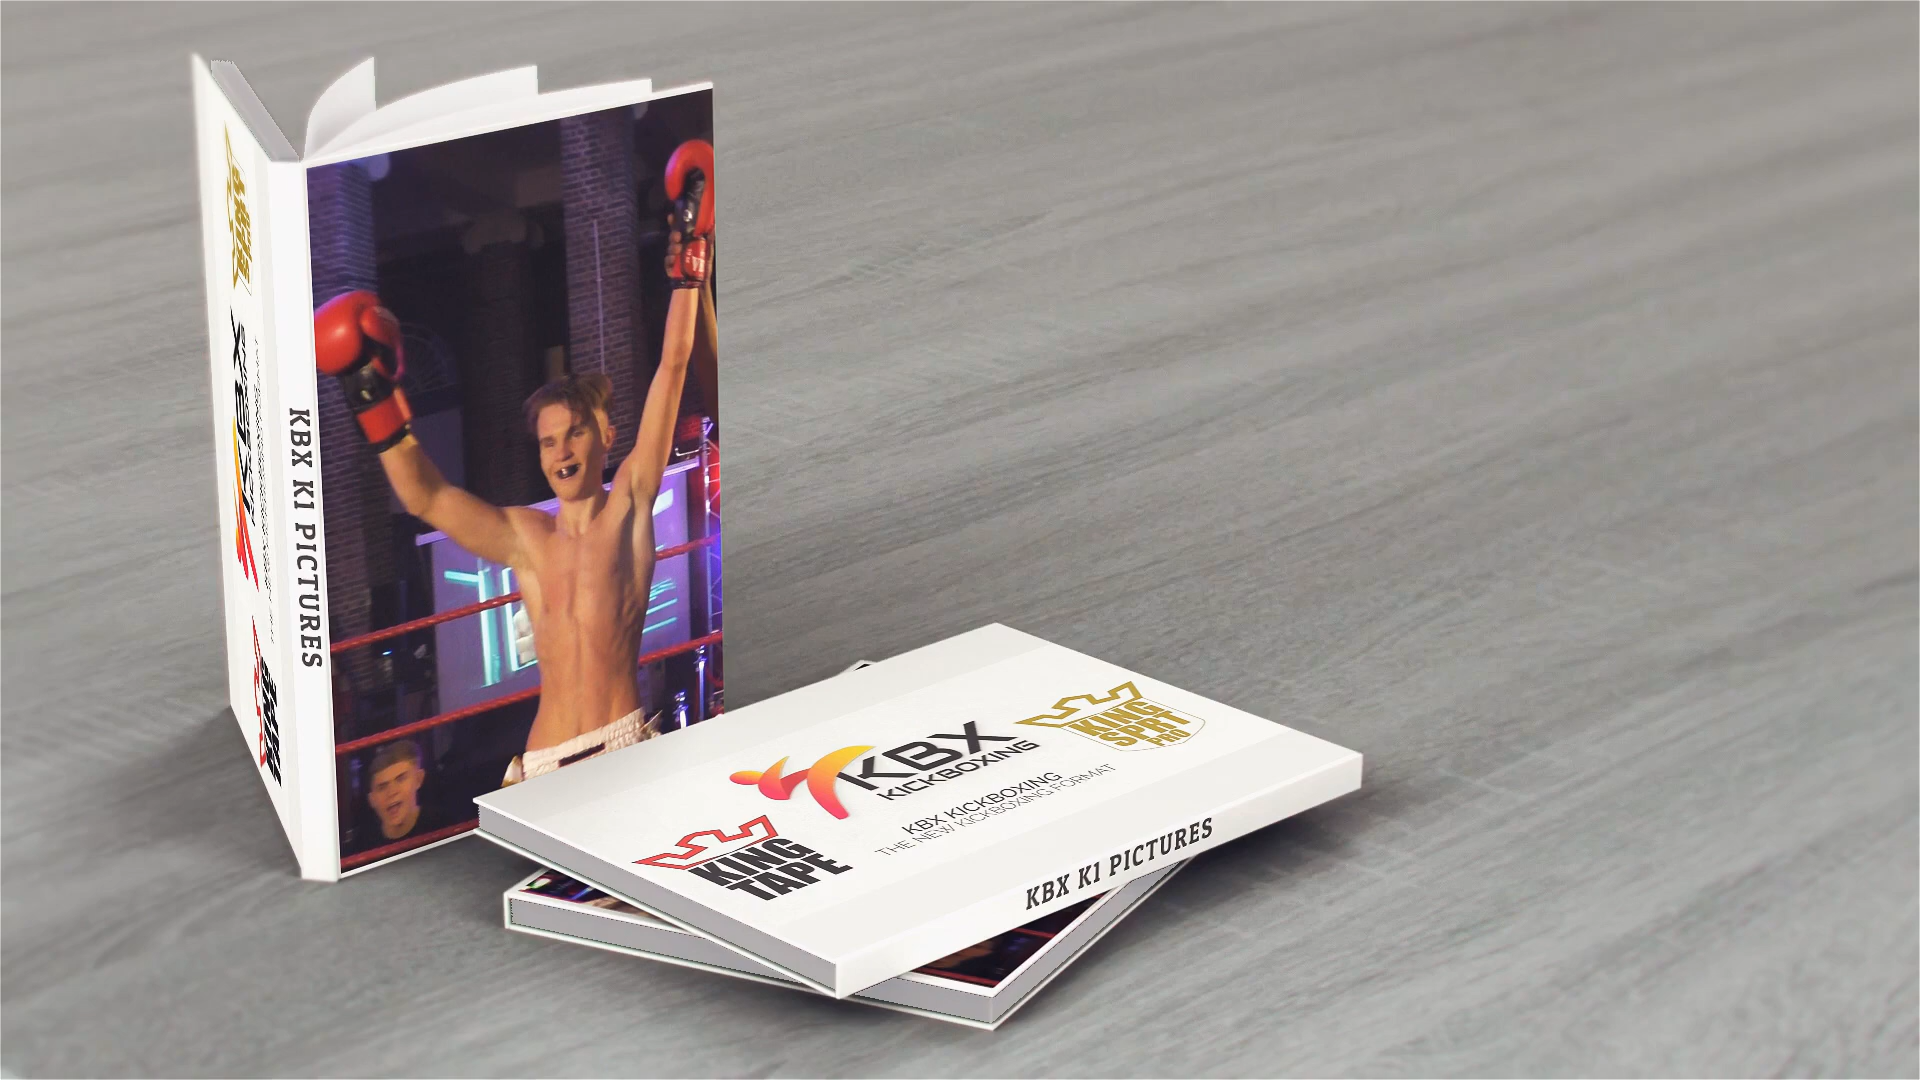 KBX K1 PICTURES
KBX
KICKBOXING
KBX KICKBOXING
THE NEW KICKBOXING FORMAT
KING
SPRT
PRO
KING
TAPE
KBX K1 PICTURES